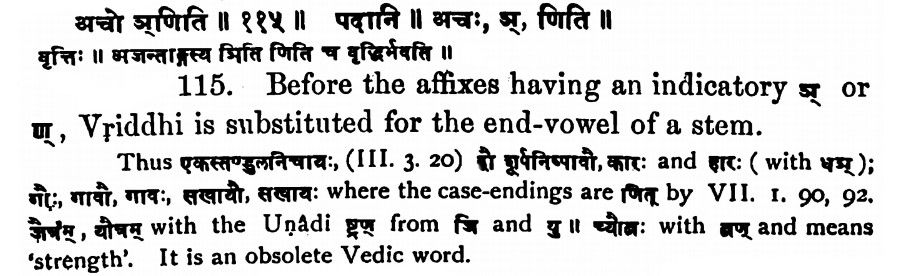 अचो ञ्णिति ॥ ११५ ॥ पदानि ॥ अचः, ञ्, णिति ॥
वृत्तिः ॥ अजन्ताङ्गस्य ञिति णिति च वृद्धिर्भवति ॥
115. Before the affixes having an indicatory ञ् or
ण्, Vṛiddhi is substituted for the end-vowel of a stem.
Thus एकस्तण्डुलनिचायः, (III. 3. 20) द्वौ शूर्पनिष्पावौ, कारः and हारः ( with घञ् );
गौः, गावौ, गावः, सखायौ, सखायः where the case-endings are णित् by VII. 1. 90, 92.
जैत्रम्, यौत्रम् with the Uṇâdi ष्ट्रण् from जि and यु ॥ च्यौत्नः with त्नण् and means
'strength'. It is an obsolete Vedic word.